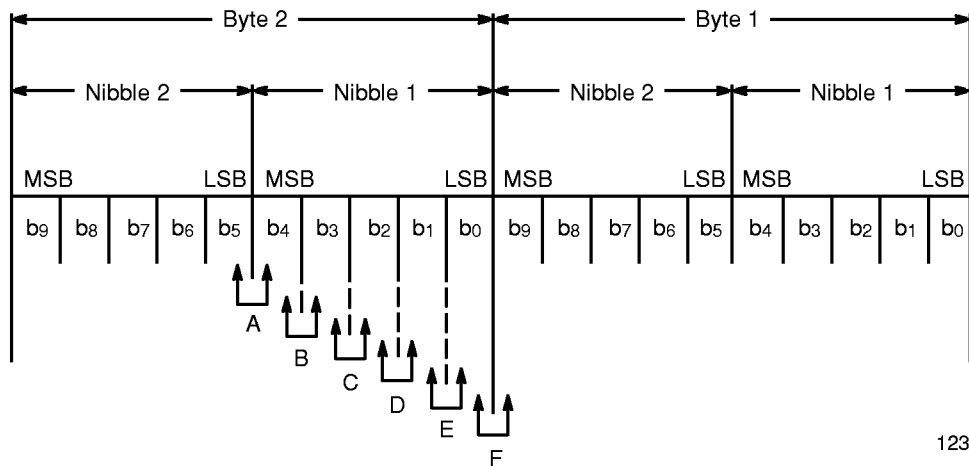 Byte 2 Byte 1
Nibble 2 Nibble 1 Nibble 2 Nibble 1
MSB LSB MSB LSB MSB LSB MSB LSB
b9 b8 b7 b6 b5 b4 b3 b2 b1 b0 b9 b8 b7 b6 b5 b4 b3 b2 b1 b0
A
B
C
D
E
F
123